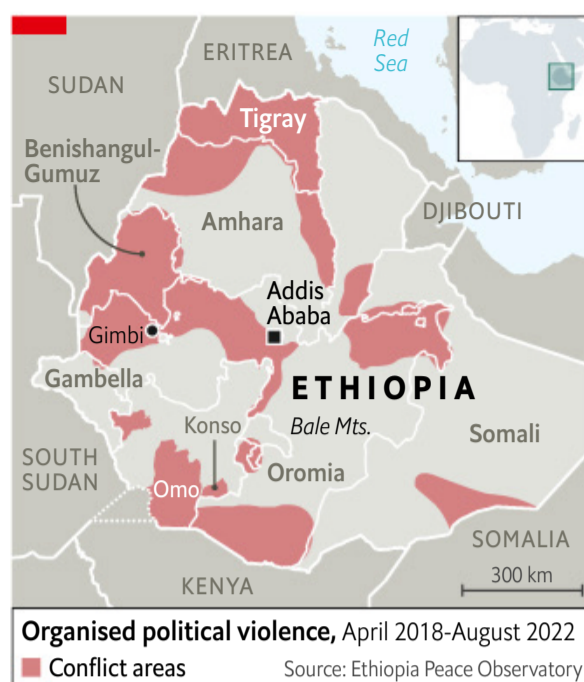 Red
Sea
ERITREA
SUDAN
Tigray
Benishangul-
Gumuz
Amhara
DJIBOUTI
Addis
Ababa
Gimbi
Gambella
ETHIOPIA
Bale Mts.
Konso
Somali
SOUTH
SUDAN
Oromia
Omo
SOMALIA
KENYA
300 km
Organised political violence, April 2018-August 2022
Conflict areas
Source: Ethiopia Peace Observatory